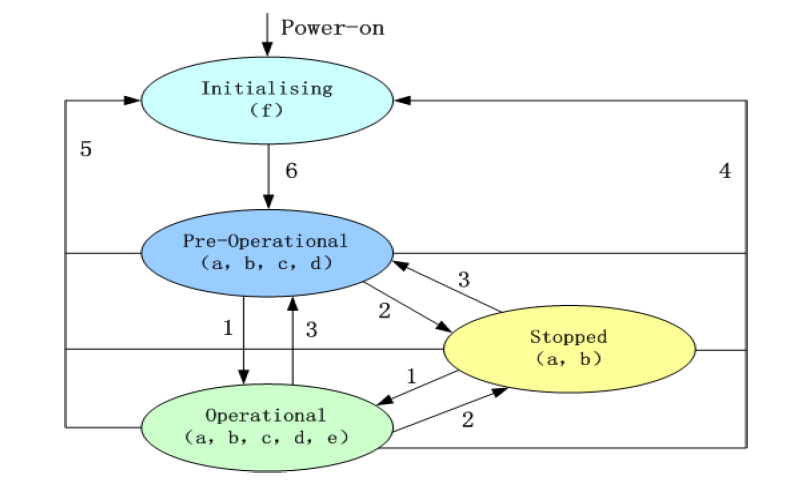 Power-on
Initialising
(f)
5
6
4
Pre-Operational
(a, b, c, d)
3
2
1
3
Stopped
(a, b)
1
Operational
(a, b, c, d, e)
2